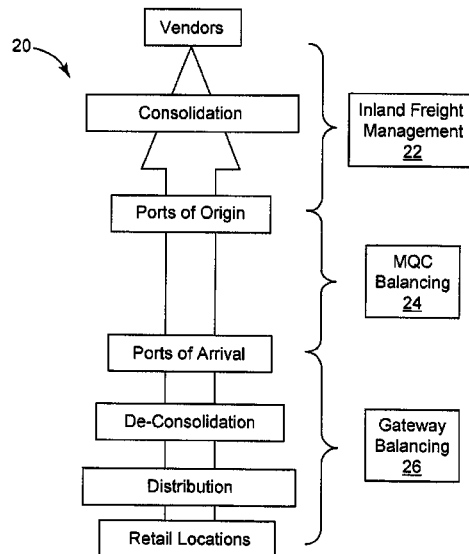 20
Vendors
Consolidation
Ports of Origin
Ports of Arrival
De-Consolidation
Distribution
Retail Locations
Inland Freight
Management
22
MQC
Balancing
24
Gateway
Balancing
26